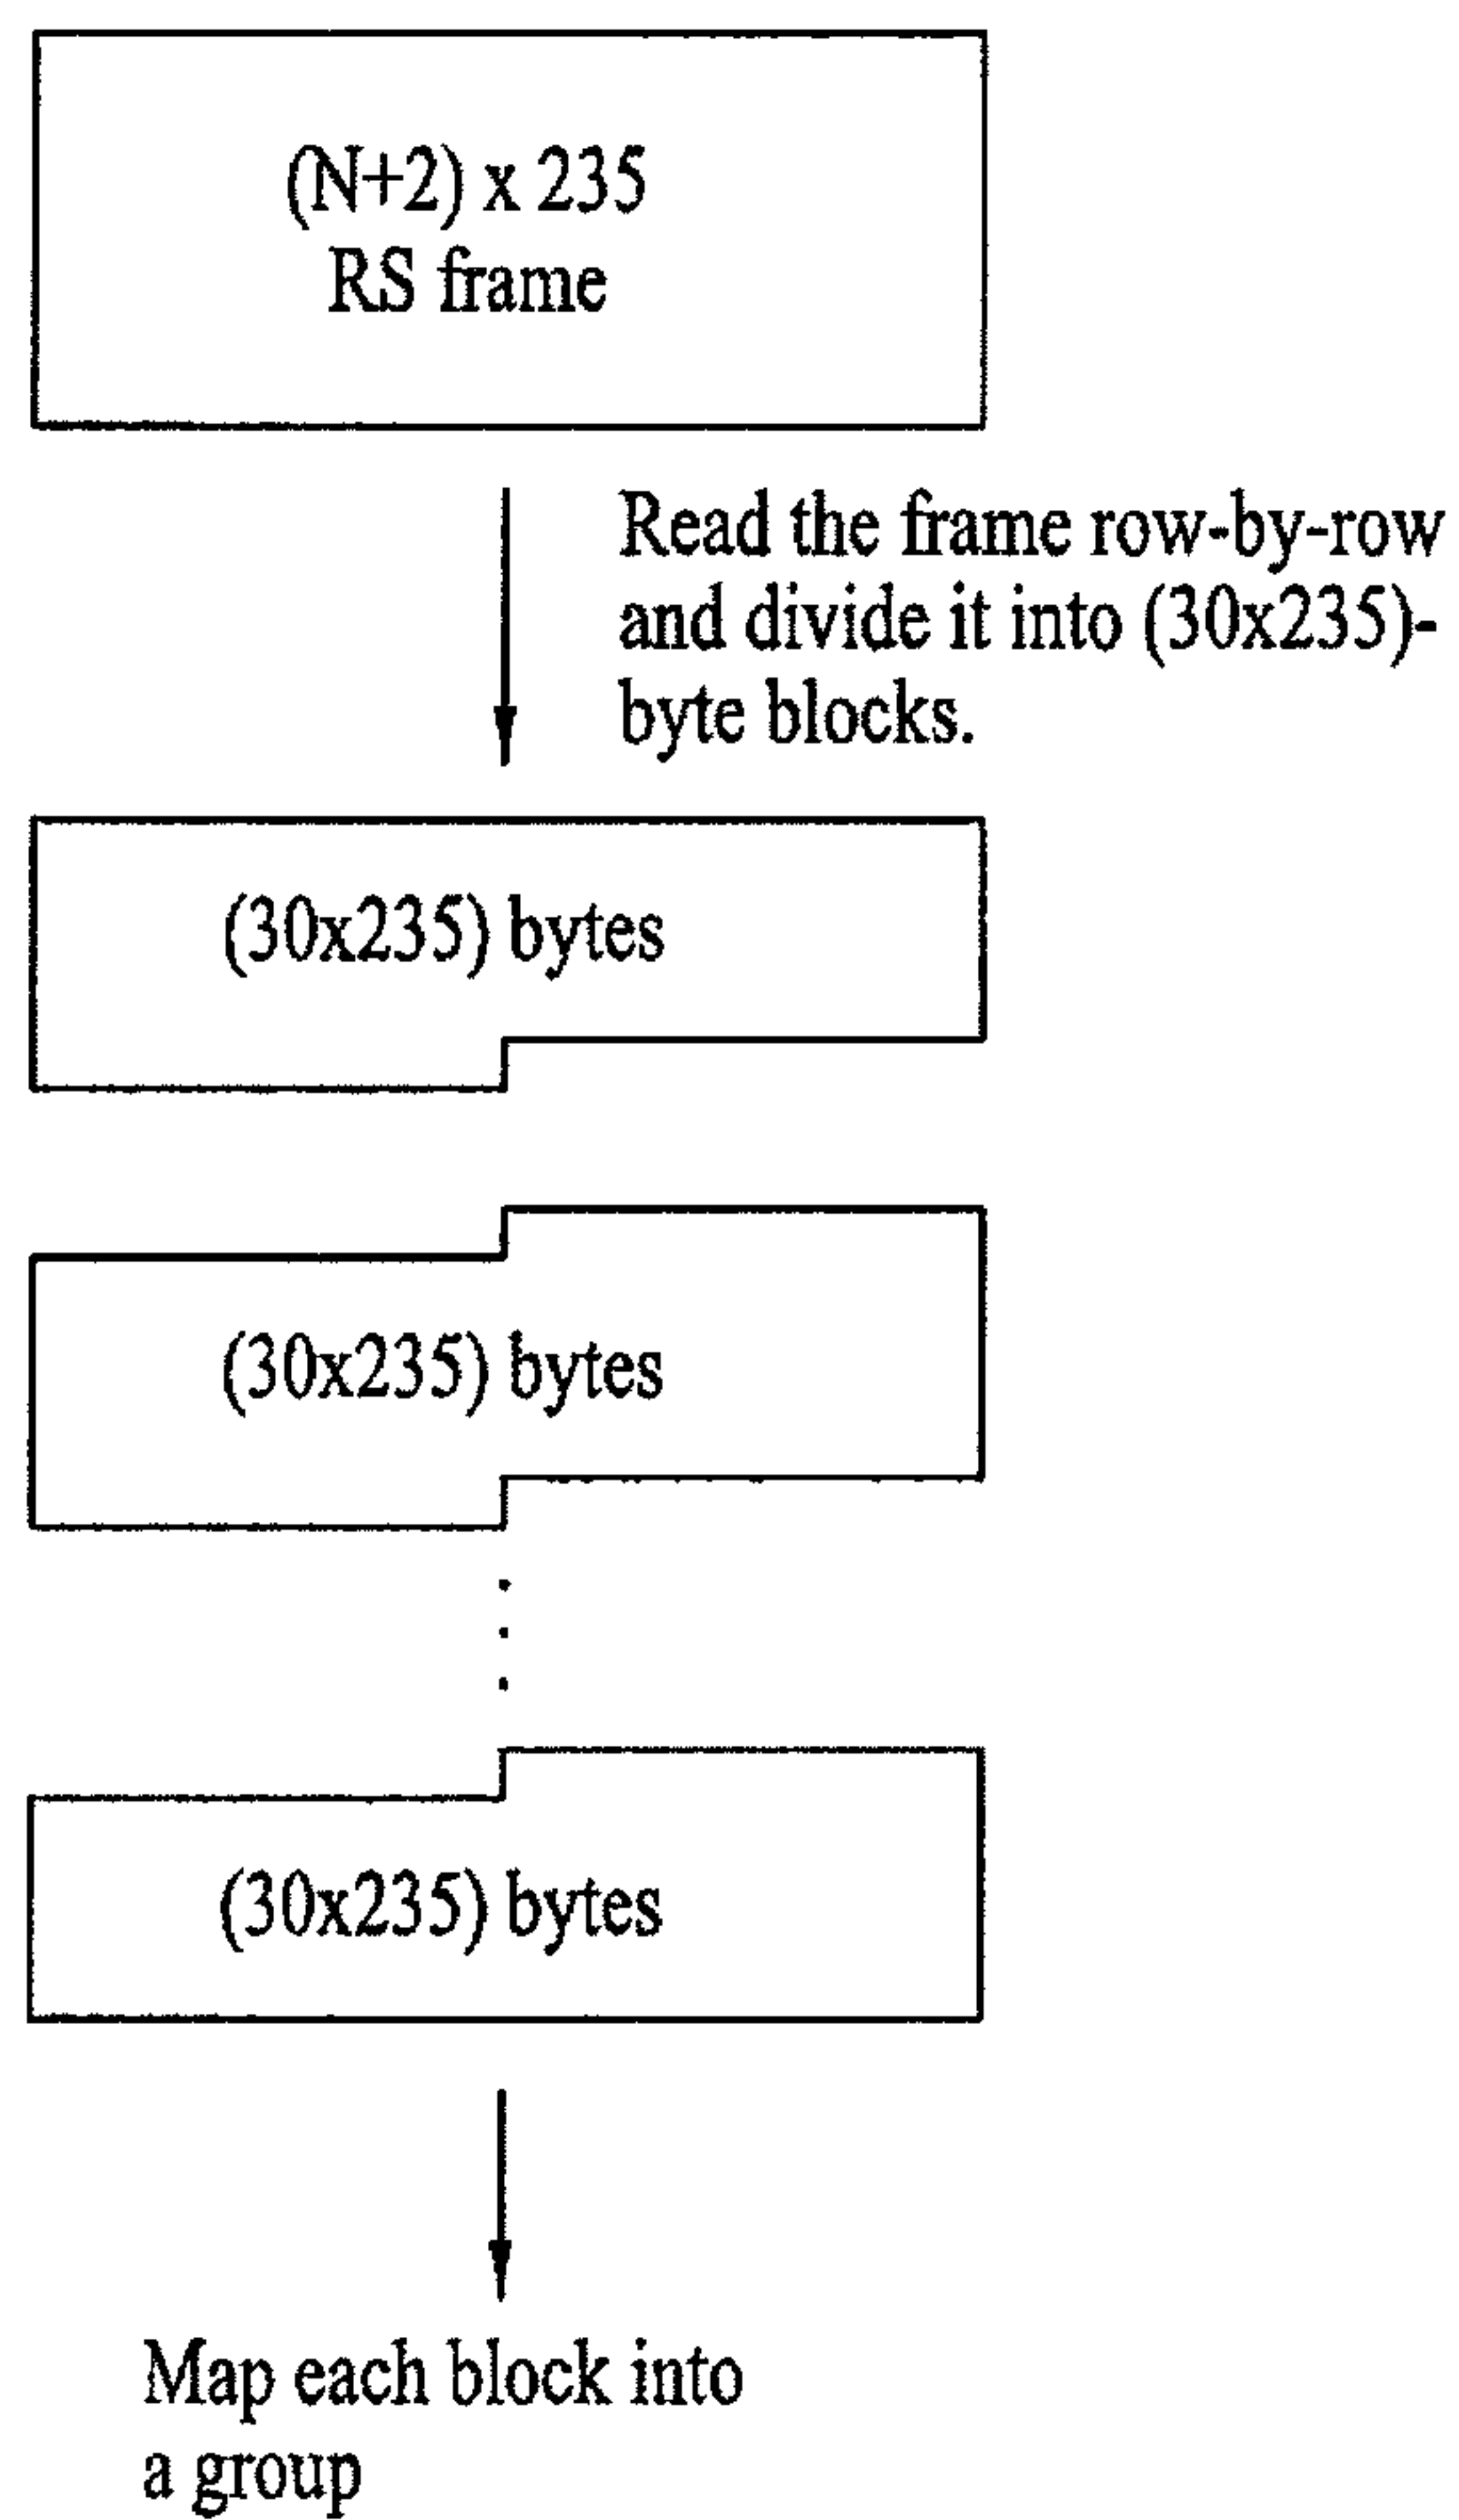 (N+2) x 235
RS frame
Read the frame row-by-row
and divide it into (30x235)-
byte blocks.
(30x235) bytes
(30x235) bytes
(30x235) bytes
Map each block into
a group